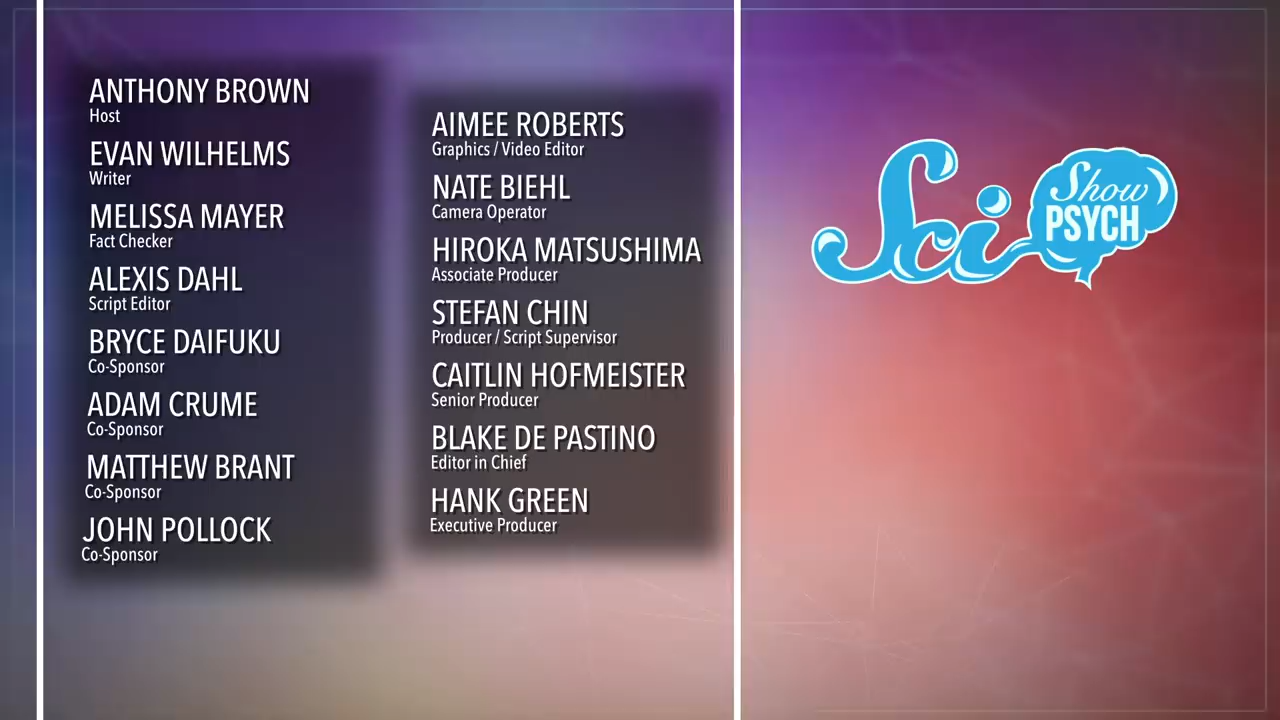 ANTHONY BROWN
Host
EVAN WILHELMS
Writer
MELISSA MAYER
Fact Checker
ALEXIS DAHL
Script Editor
BRYCE DAIFUKU
Co-Sponsor
ADAM CRUME
Co-Sponsor
MATTHEW BRANT
Co-Sponsor
JOHN POLLOCK
Co-Sponsor
AIMEE ROBERTS
Graphics / Video Editor
NATE BIEHL
Camera Operator
HIROKA MATSUSHIMA
Associate Producer
STEFAN CHIN
Producer / Script Supervisor
CAITLIN HOFMEISTER
Senior Producer
BLAKE DE PASTINO
Editor in Chief
HANK GREEN
Executive Producer
Sci Show
PSYCH